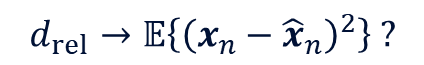 d_rel → 𝔼{(𝒙_n − 𝒙̂_n)²} ?